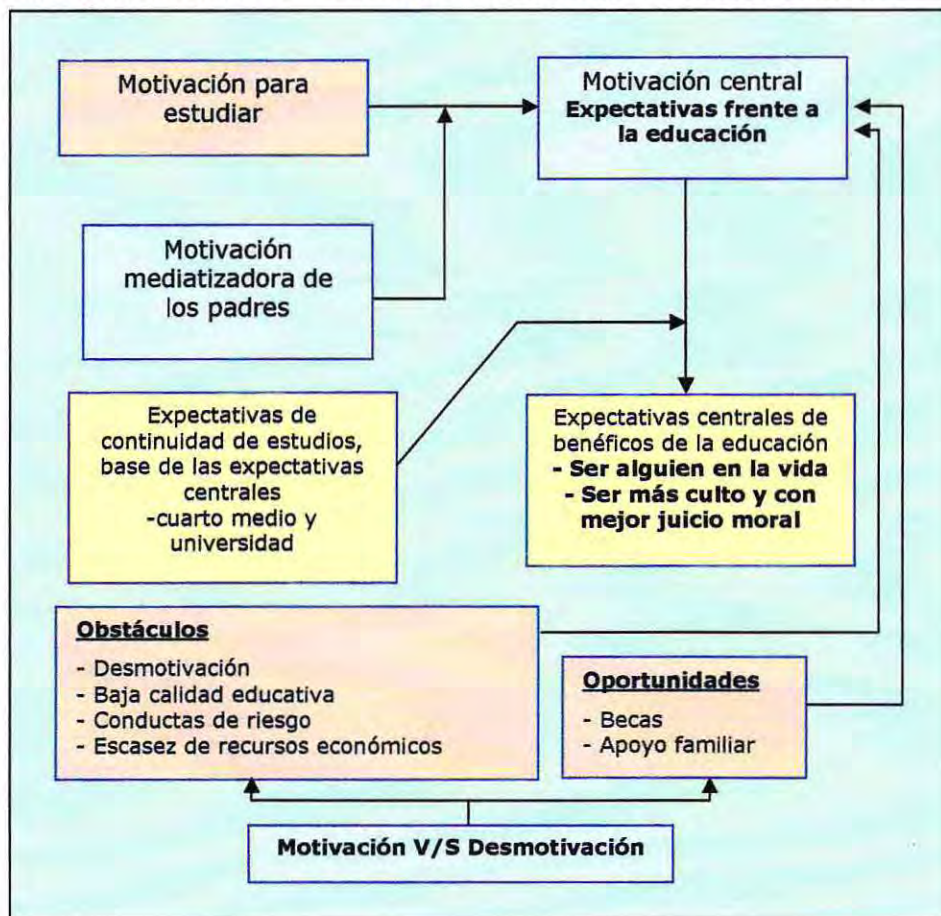 Motivación para
estudiar
Motivación central
Expectativas frente a
la educación
Motivación
mediatizadora de
los padres
Expectativas de
continuidad de estudios,
base de las expectativas
centrales
-cuarto medio y
universidad
Expectativas centrales de
benéficos de la educación
- Ser alguien en la vida
- Ser más culto y con
mejor juicio moral
Obstáculos
- Desmotivación
- Baja calidad educativa
- Conductas de riesgo
- Escasez de recursos económicos
Oportunidades
- Becas
- Apoyo familiar
Motivación V/S Desmotivación